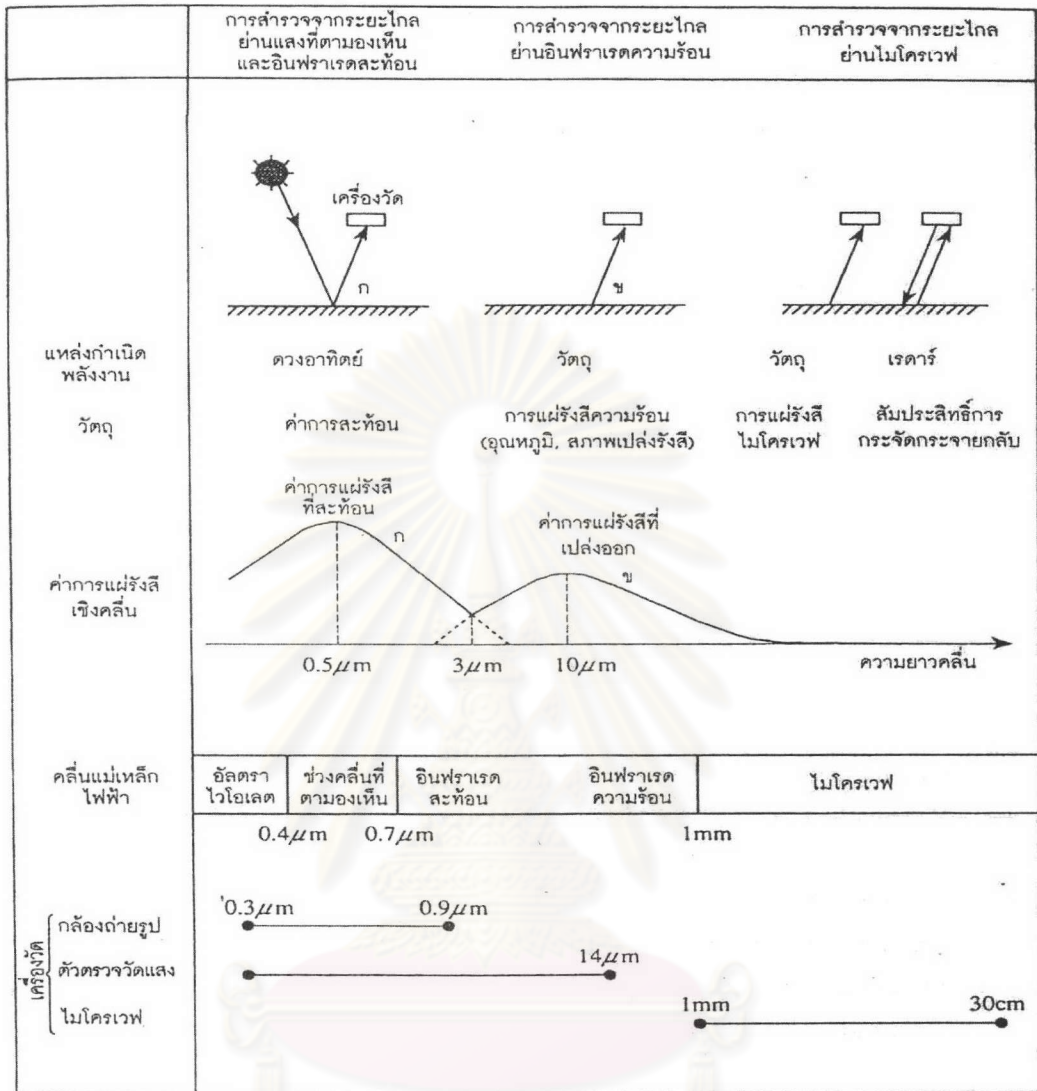 การสำรวจจากระยะไกล
ย่านแสงที่ตามองเห็น
และอินฟราเรดสะท้อน
การสำรวจจากระยะไกล
ย่านอินฟราเรดความร้อน
การสำรวจจากระยะไกล
ย่านไมโครเวฟ
เครื่องวัด
ก
ข
แหล่งกำเนิด
พลังงาน
ดวงอาทิตย์
วัตถุ
วัตถุ
เรดาร์
วัตถุ
ค่าการสะท้อน
การแผ่รังสีความร้อน
(อุณหภูมิ, สภาพเปล่งรังสี)
การแผ่รังสี
ไมโครเวฟ
สัมประสิทธิ์การ
กระจัดกระจายกลับ
ค่าการแผ่รังสี
ที่สะท้อน
ก
ค่าการแผ่รังสีที่
เปล่งออก
ข
ค่าการแผ่รังสี
เชิงคลื่น
0.5μm
3μm
10μm
ความยาวคลื่น
คลื่นแม่เหล็ก
ไฟฟ้า
อัลตรา
ไวโอเลต
ช่วงคลื่นที่
ตามองเห็น
อินฟราเรด
สะท้อน
อินฟราเรด
ความร้อน
ไมโครเวฟ
0.4μm
0.7μm
1mm
เครื่องวัด
กล้องถ่ายรูป
0.3μm
0.9μm
ตัวตรวจวัดแสง
14μm
ไมโครเวฟ
1mm
30cm